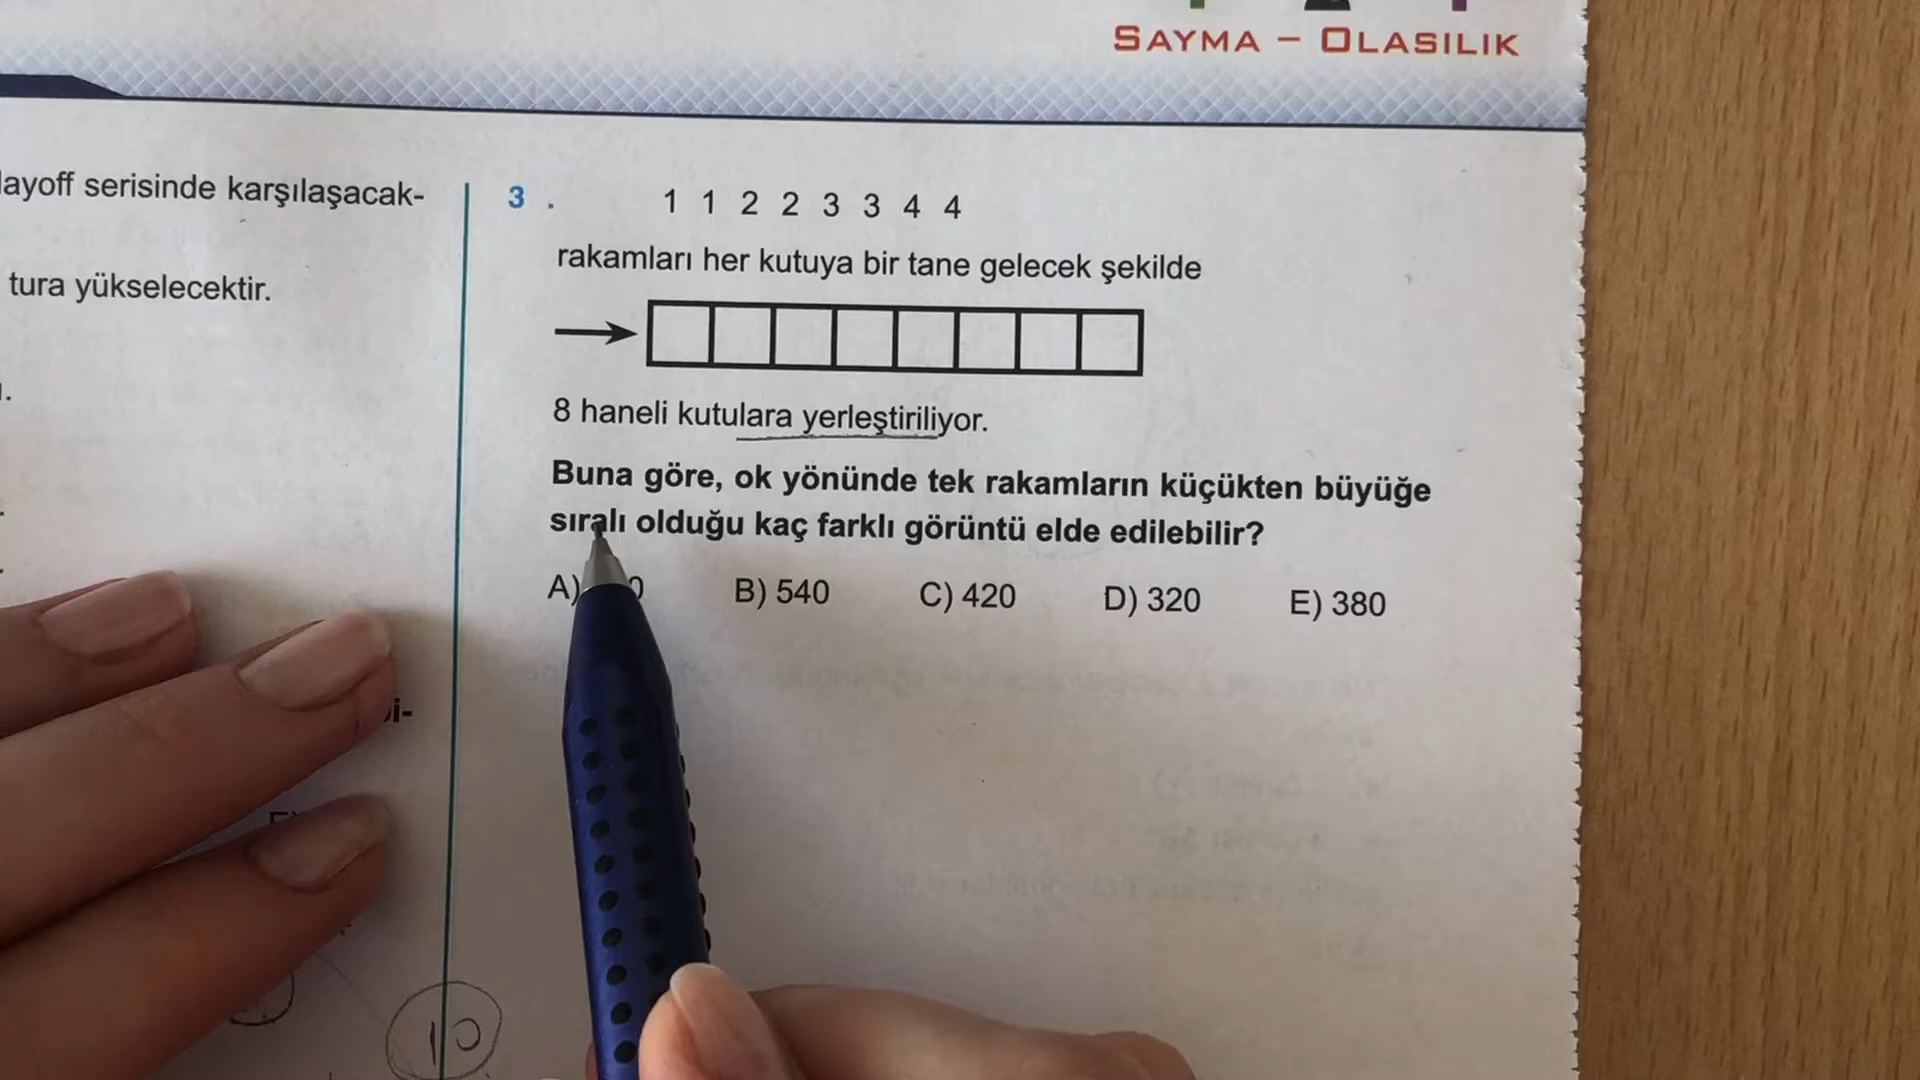 SAYMA – OLASILIK
layoff serisinde karşılaşacak-
tura yükselecektir.
3 .
1 1 2 2 3 3 4 4
rakamları her kutuya bir tane gelecek şekilde
8 haneli kutulara yerleştiriliyor.
Buna göre, ok yönünde tek rakamların küçükten büyüğe
sıralı olduğu kaç farklı görüntü elde edilebilir?
A) B) 540 C) 420 D) 320 E) 380
10